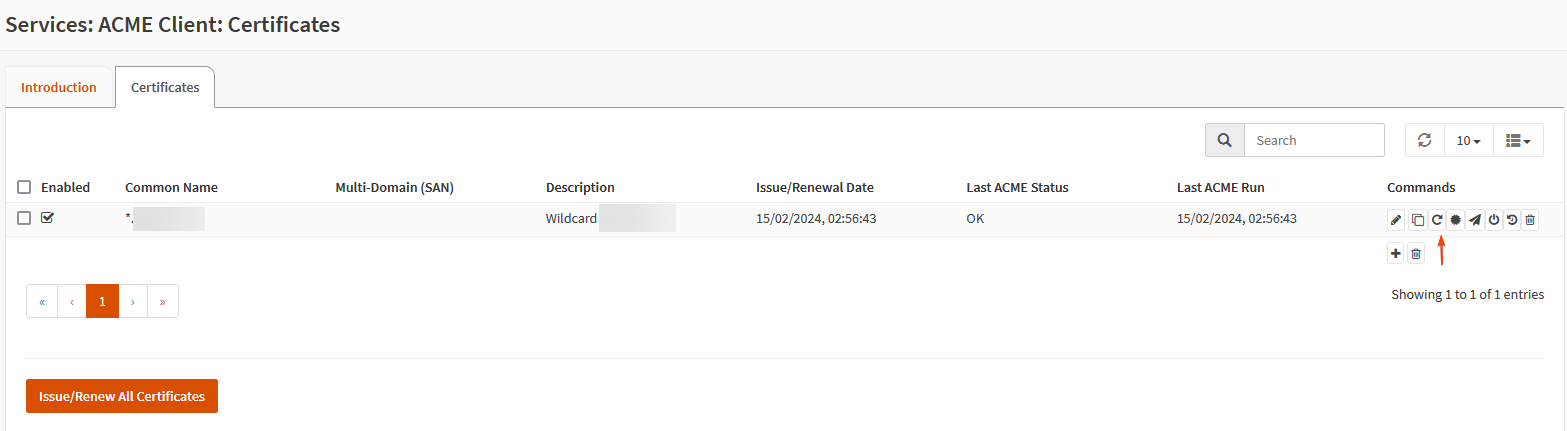 Services: ACME Client: Certificates
Introduction Certificates
Search 10
Enabled Common Name Multi-Domain (SAN) Description Issue/Renewal Date Last ACME Status Last ACME Run Commands
*. Wildcard 15/02/2024, 02:56:43 OK 15/02/2024, 02:56:43
« ‹ 1 › » Showing 1 to 1 of 1 entries
Issue/Renew All Certificates